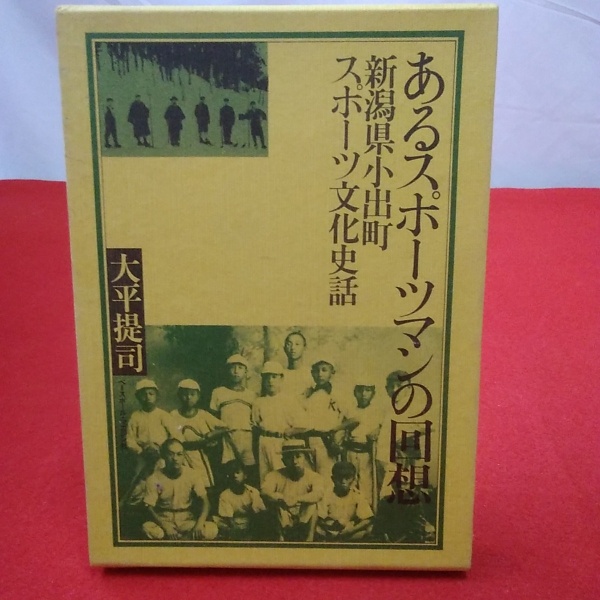 あるスポーツマンの回想
新潟県小出町
スポーツ文化史話
大平提司